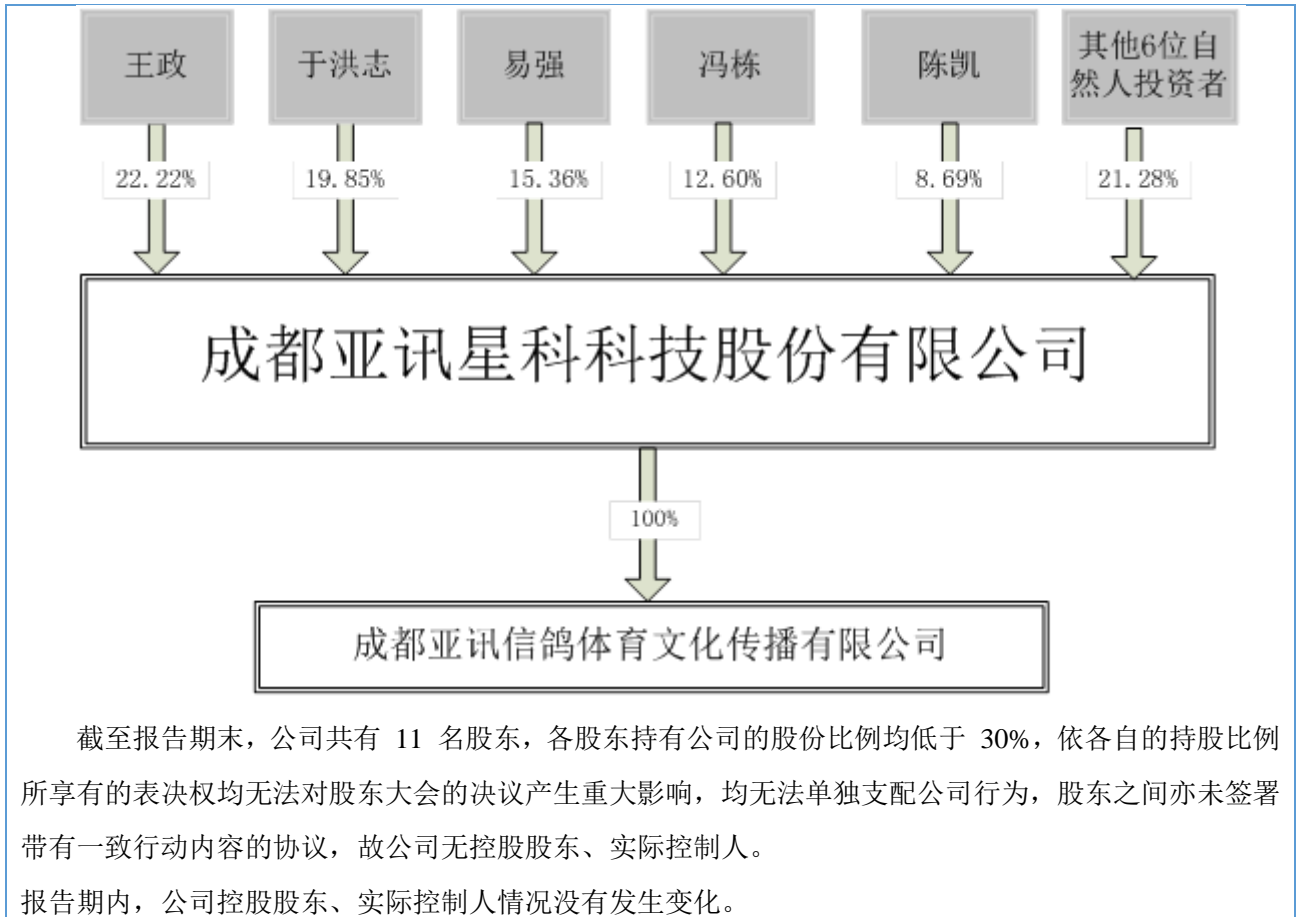 王政 于洪志 易强 冯栋 陈凯 其他6位自
然人投资者
22.22% 19.85% 15.36% 12.60% 8.69% 21.28%
成都亚讯星科科技股份有限公司
100%
成都亚讯信鸽体育文化传播有限公司
截至报告期末，公司共有 11 名股东，各股东持有公司的股份比例均低于 30%，依各自的持股比例
所享有的表决权均无法对股东大会的决议产生重大影响，均无法单独支配公司行为，股东之间亦未签署
带有一致行动内容的协议，故公司无控股股东、实际控制人。
报告期内，公司控股股东、实际控制人情况没有发生变化。